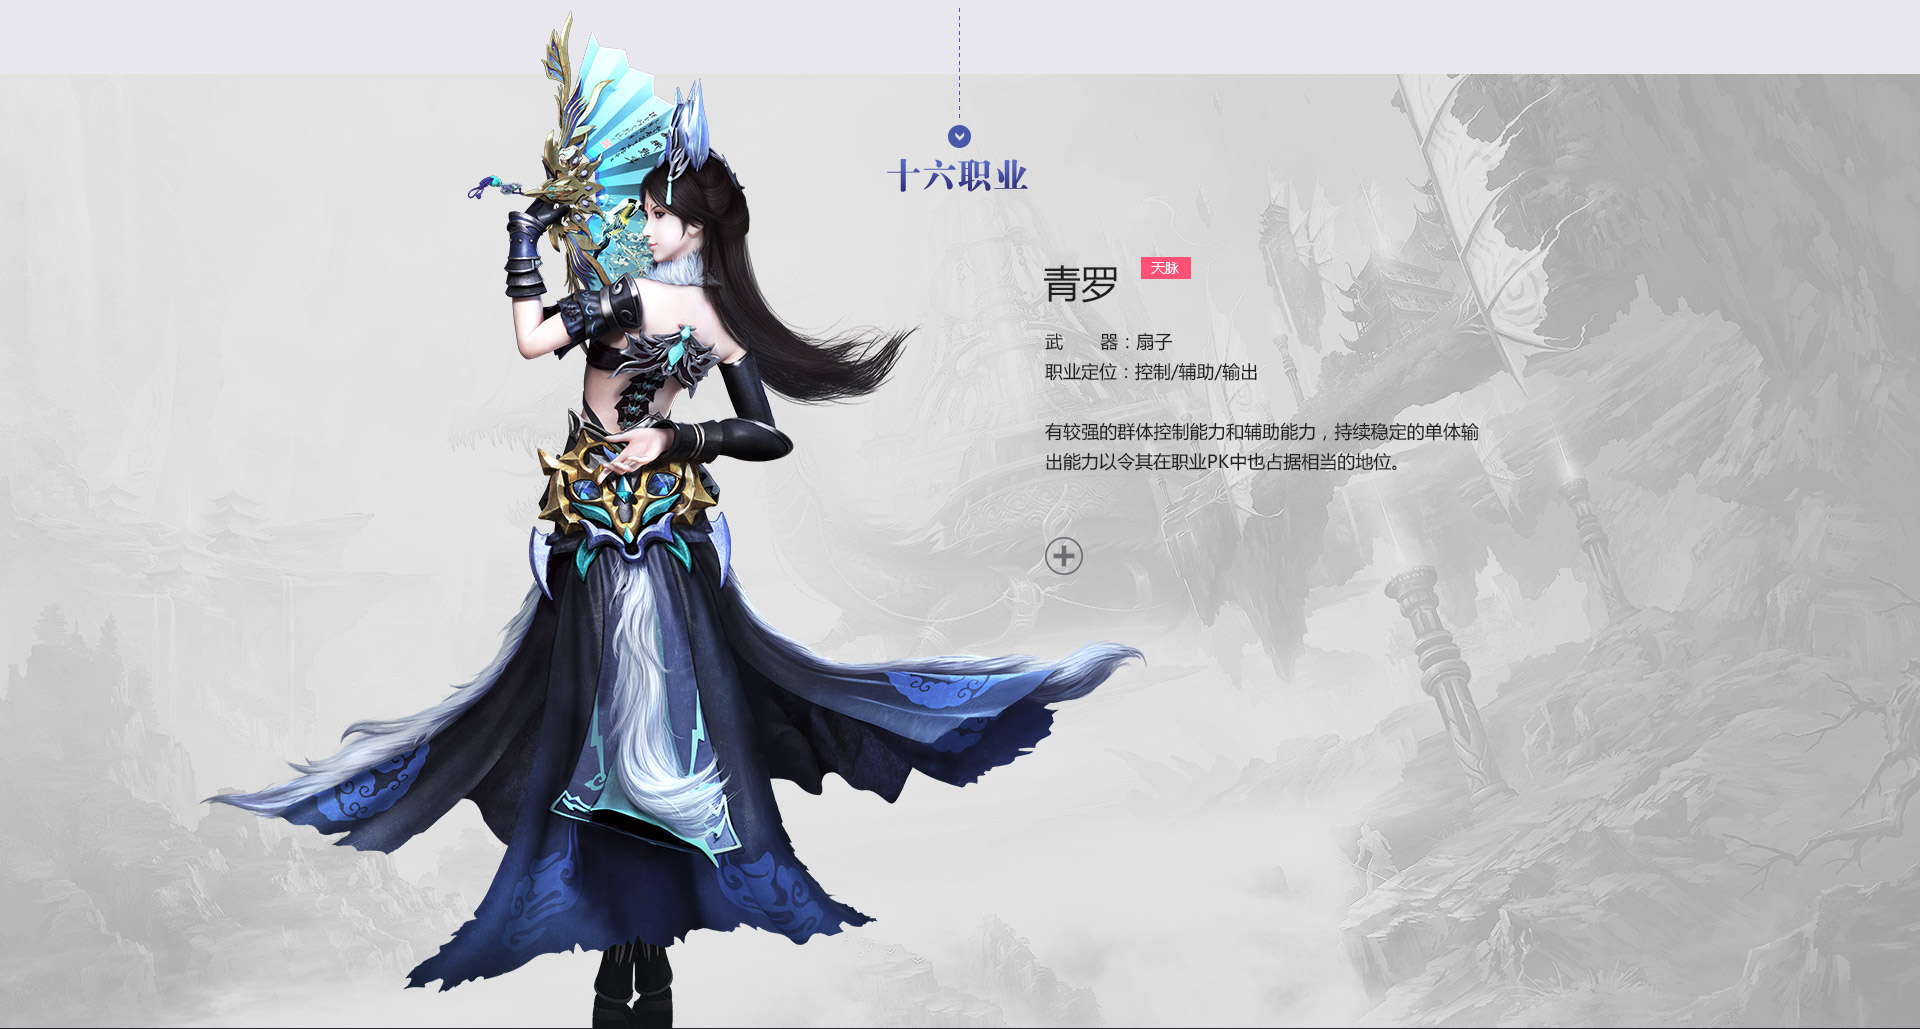 十六职业
青罗
天脉
武 器：扇子
职业定位：控制/辅助/输出
有较强的群体控制能力和辅助能力，持续稳定的单体输
出能力以令其在职业PK中也占据相当的地位。